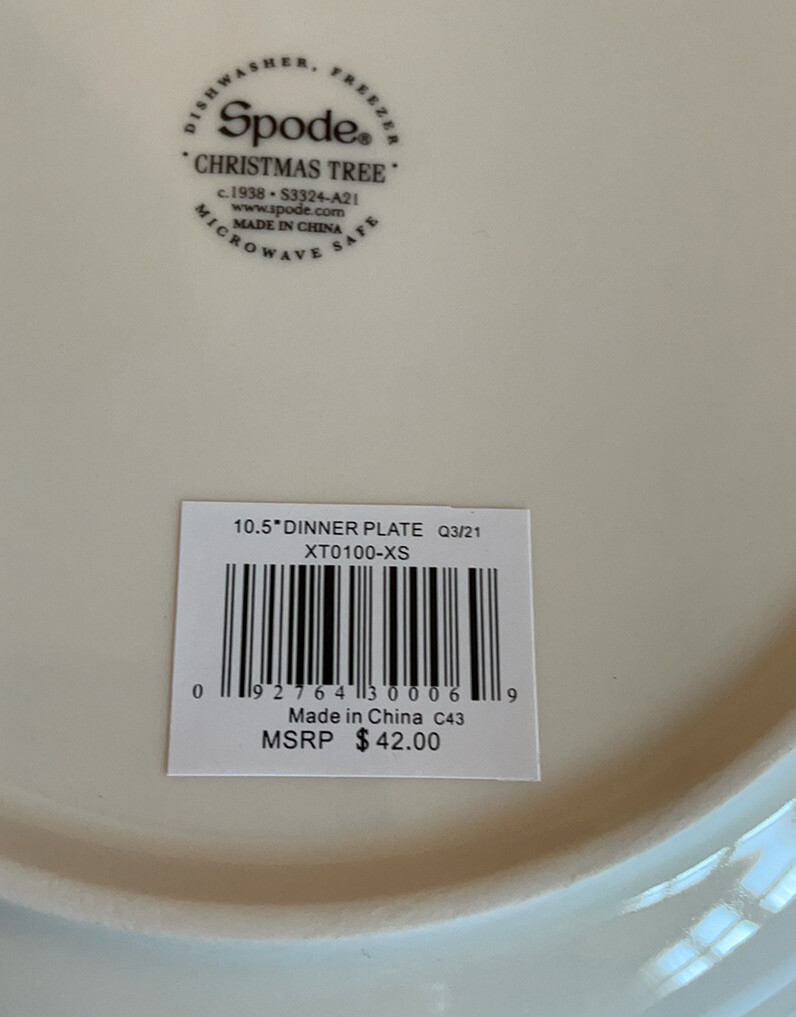 DISHWASHER, FREEZER
Spode®
• CHRISTMAS TREE •
c.1938 • S3324-A21
www.spode.com
MADE IN CHINA
MICROWAVE SAFE
10.5" DINNER PLATE Q3/21
XT0100-XS
0 92764 30006 9
Made in China C43
MSRP $42.00